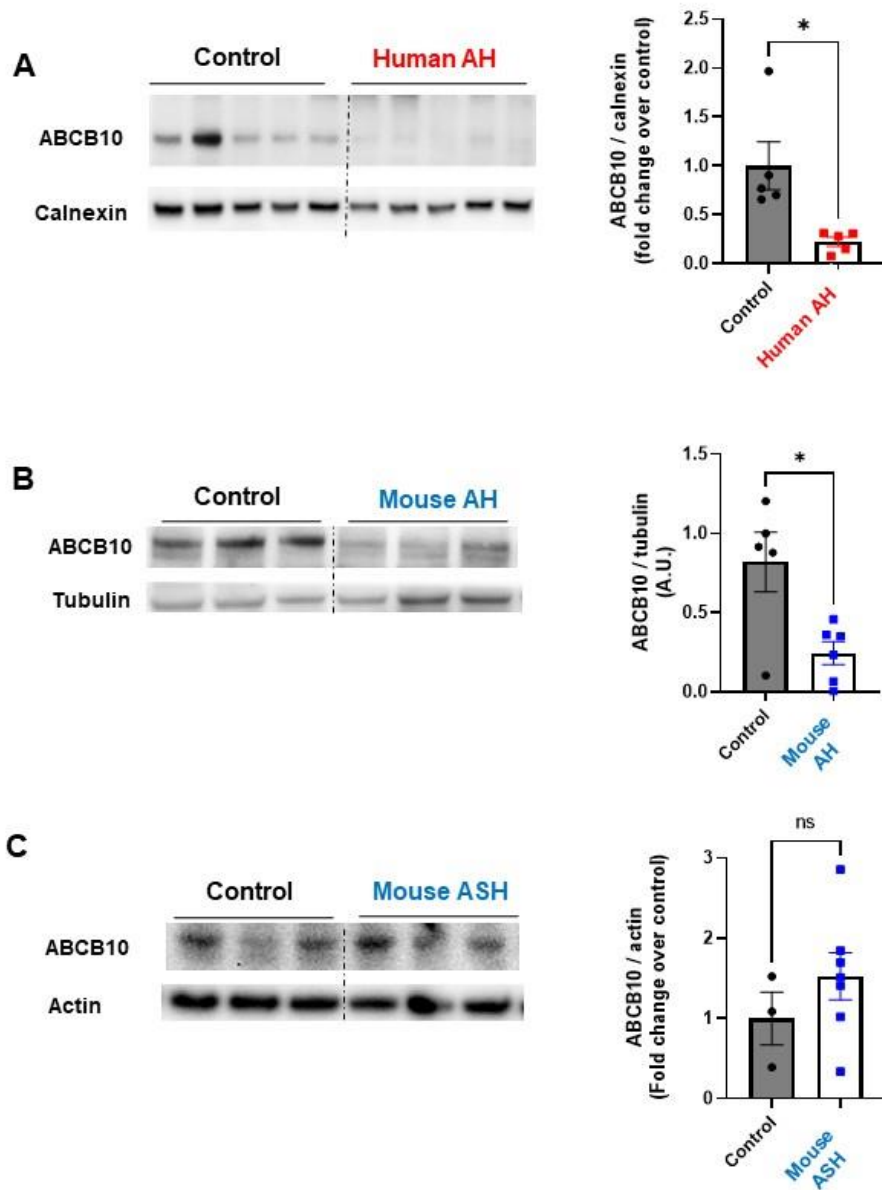 A
Control
Human AH
ABCB10
Calnexin
ABCB10 / calnexin
(fold change over control)
2.5
2.0
1.5
1.0
0.5
0.0
*
Control
Human AH
B
Control
Mouse AH
ABCB10
Tubulin
ABCB10 / tubulin
(A.U.)
1.5
1.0
0.5
0.0
*
Control
Mouse
AH
C
Control
Mouse ASH
ABCB10
Actin
ABCB10 / actin
(Fold change over control)
3
2
1
0
ns
Control
Mouse
ASH